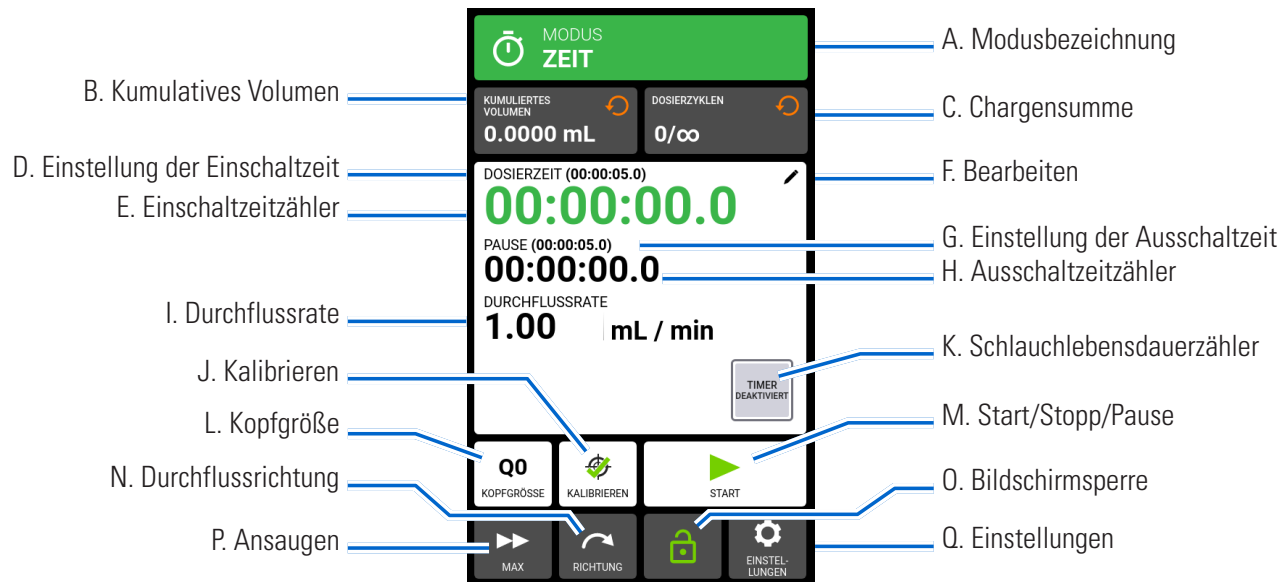 MODUS
ZEIT
A. Modusbezeichnung
B. Kumulatives Volumen
KUMULIERTES
VOLUMEN
0.0000 mL
DOSIERZYKLEN
0/∞
C. Chargensumme
D. Einstellung der Einschaltzeit
E. Einschaltzeitzähler
DOSIERZEIT (00:00:05.0)
00:00:00.0
F. Bearbeiten
PAUSE (00:00:05.0)
00:00:00.0
G. Einstellung der Ausschaltzeit
H. Ausschaltzeitzähler
I. Durchflussrate
DURCHFLUSSRATE
1.00 mL / min
J. Kalibrieren
TIMER
DEAKTIVIERT
K. Schlauchlebensdauerzähler
L. Kopfgröße
M. Start/Stopp/Pause
Q0
KOPFGRÖSSE
KALIBRIEREN
START
N. Durchflussrichtung
O. Bildschirmsperre
P. Ansaugen
MAX
RICHTUNG
EINSTEL-
LUNGEN
Q. Einstellungen